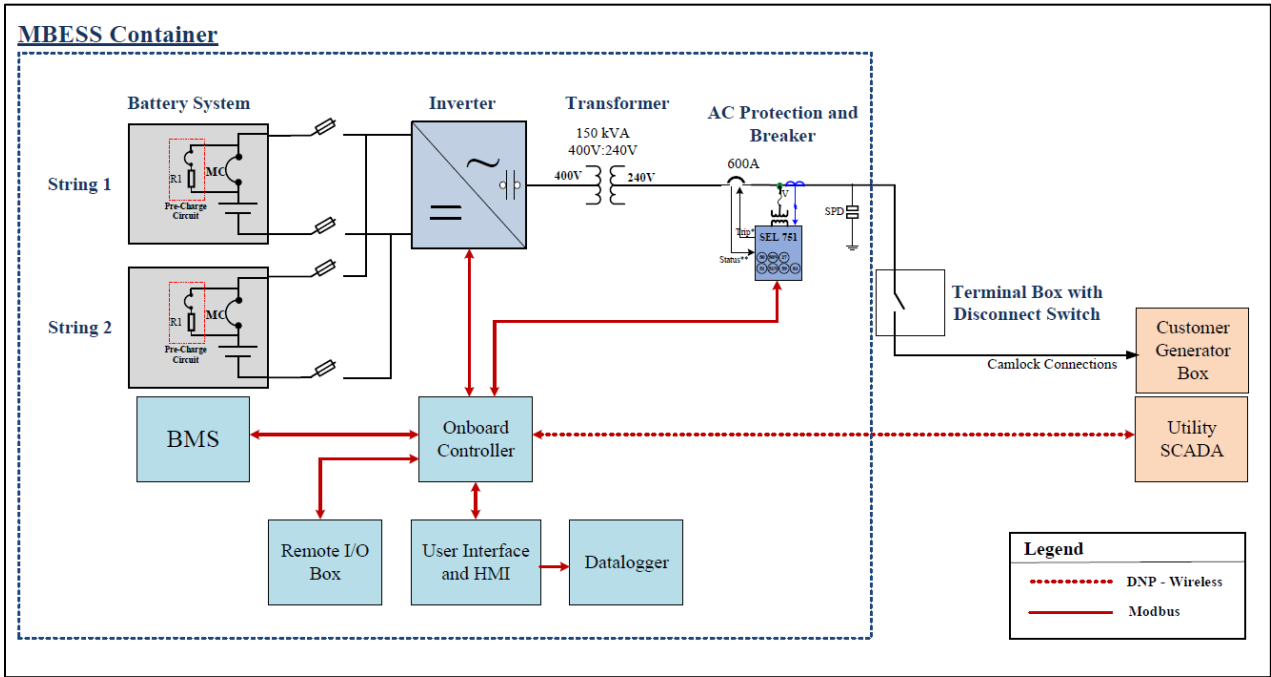 MBESS Container
Battery System
Inverter
Transformer
AC Protection and
Breaker
150 kVA
400V:240V
600A
String 1
R1
MC
Pre-Charge
Circuit
400V
240V
V
SPD
Trip*
SEL 751
Status**
String 2
R1
MC
Pre-Charge
Circuit
Terminal Box with
Disconnect Switch
Customer
Generator
Box
Camlock Connections
BMS
Onboard
Controller
Utility
SCADA
Remote I/O
Box
User Interface
and HMI
Datalogger
Legend
DNP - Wireless
Modbus